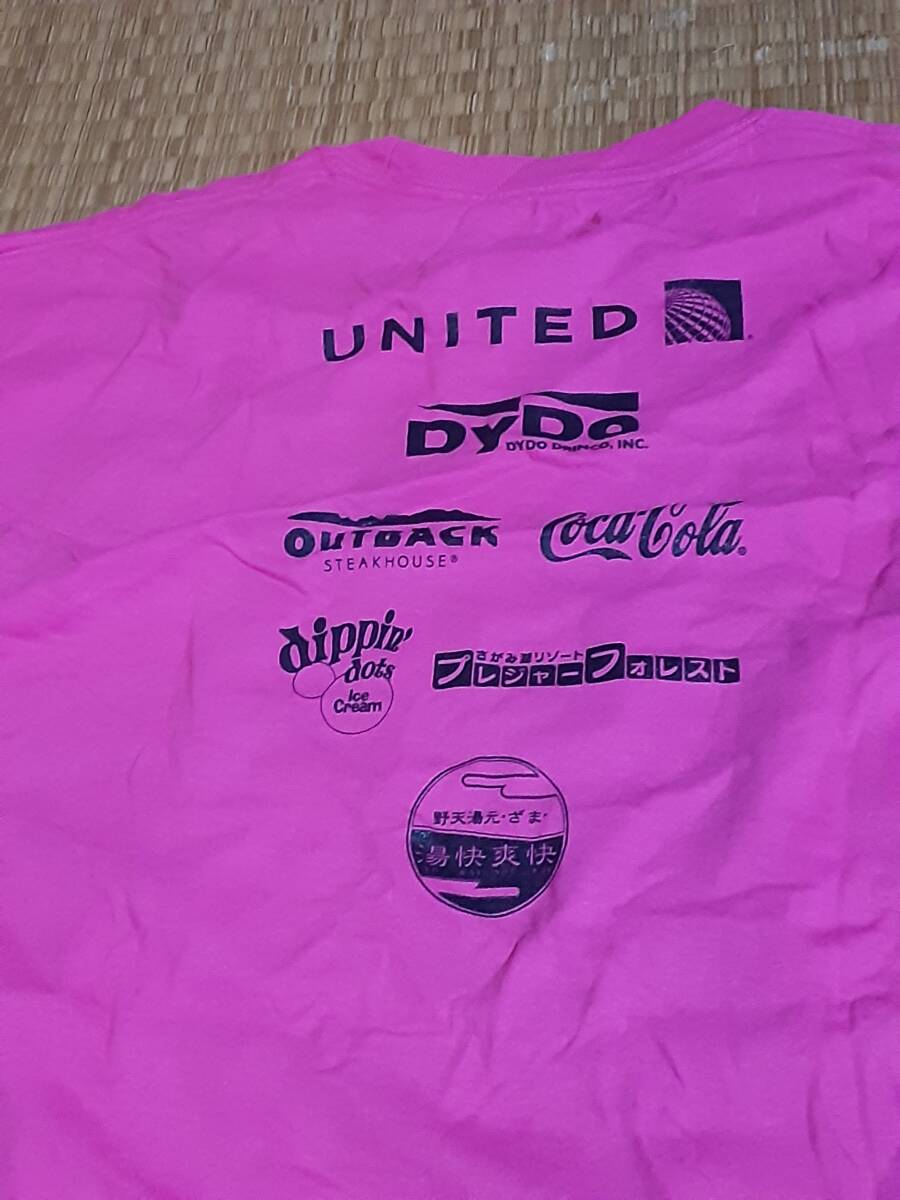 UNITED
DyDo
DYDO DRINCO, INC.
OUTBACK
STEAKHOUSE®
Coca-Cola®
dippin'
dots
Ice
Cream
さがみ湖リゾート
プレジャーフォレスト
野天湯元・ざま・
湯快爽快